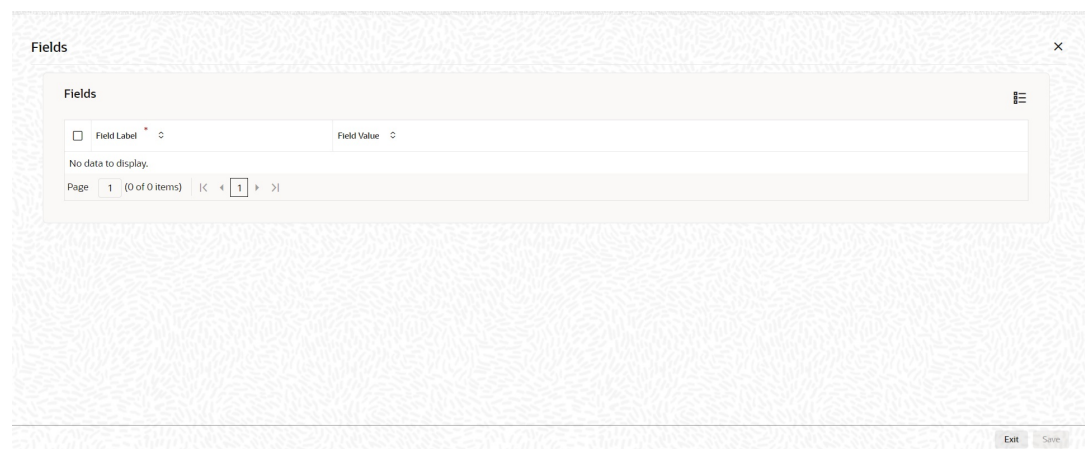 Fields
Fields
Field Label * Field Value
No data to display.
Page 1 (0 of 0 items) 1
Exit Save